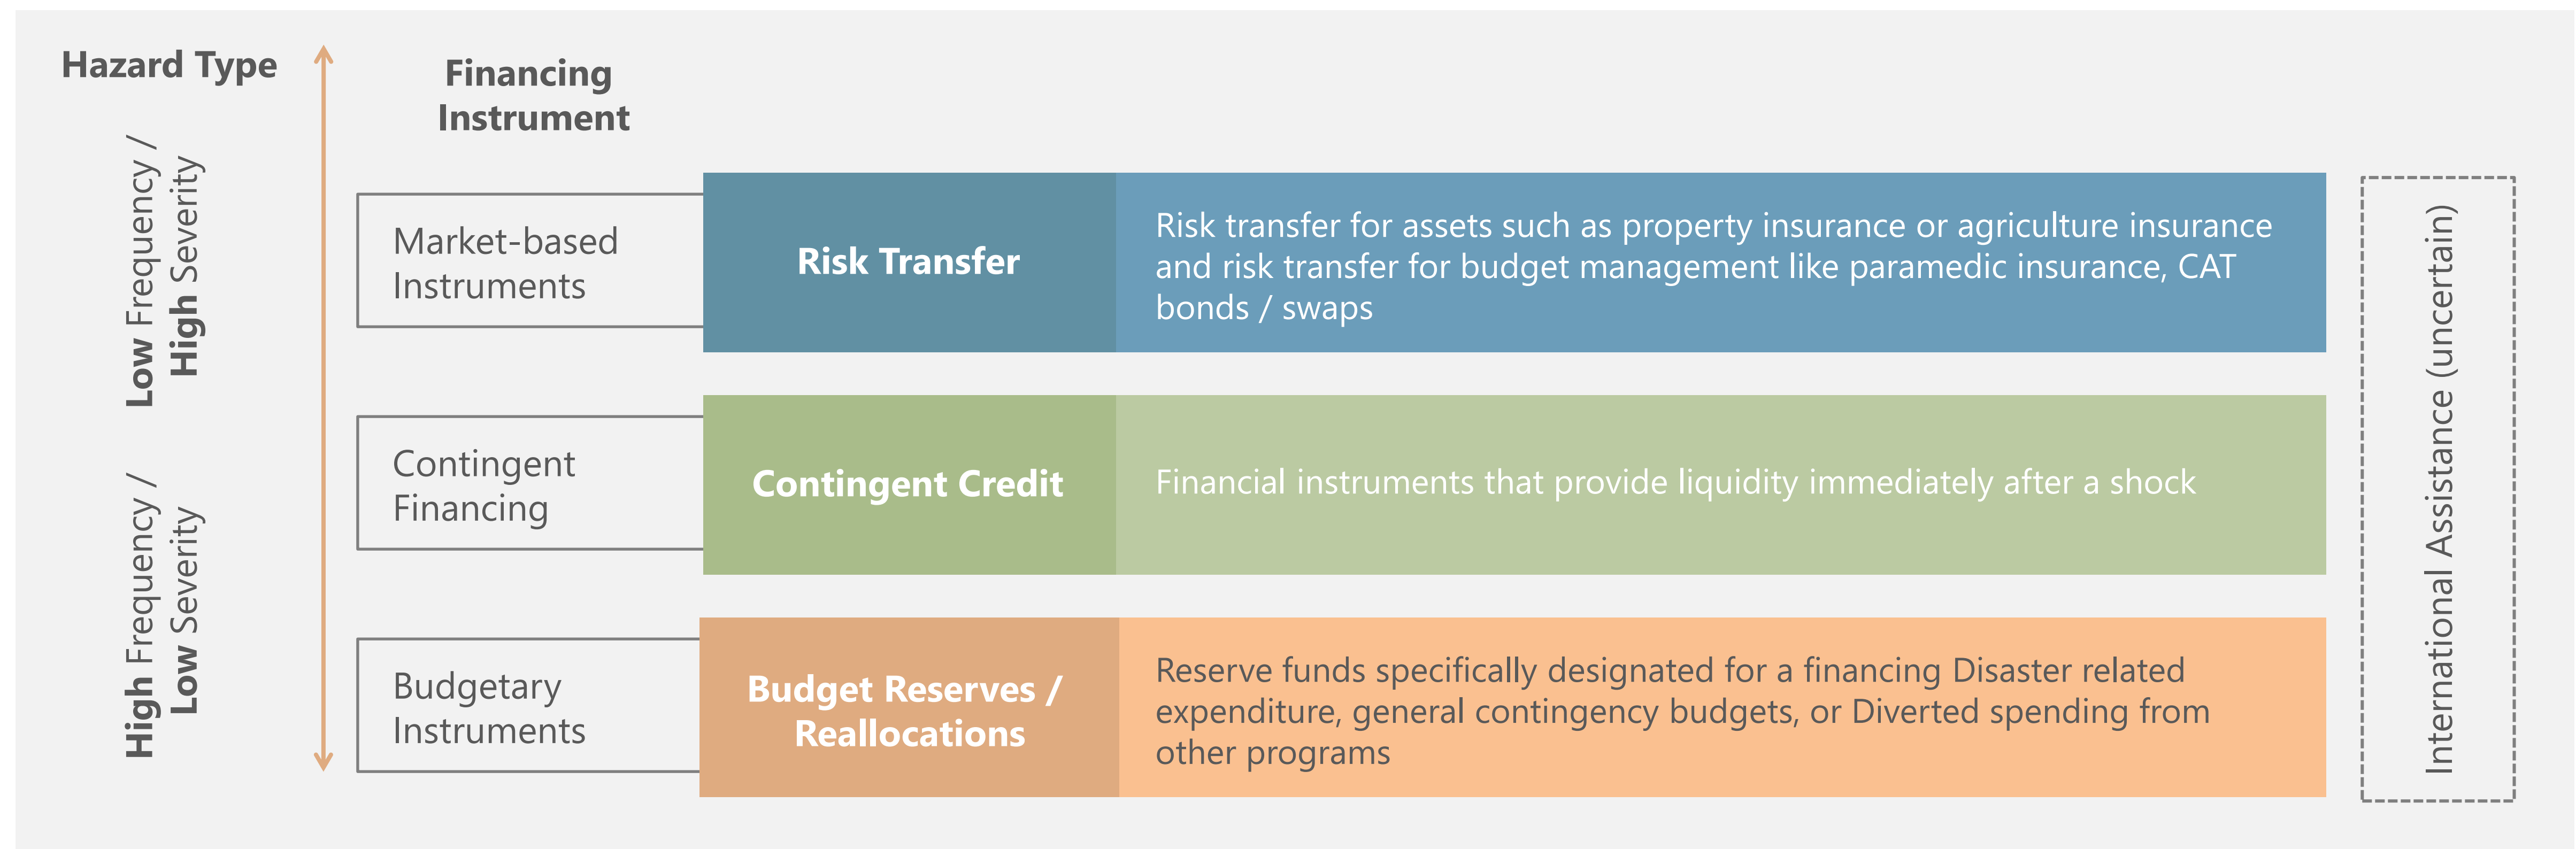 Hazard Type
Financing
Instrument
Low Frequency /
High Severity
Market-based
Instruments
Risk Transfer
Risk transfer for assets such as property insurance or agriculture insurance
and risk transfer for budget management like paramedic insurance, CAT
bonds / swaps
Contingent
Financing
Contingent Credit
Financial instruments that provide liquidity immediately after a shock
High Frequency /
Low Severity
Budgetary
Instruments
Budget Reserves /
Reallocations
Reserve funds specifically designated for a financing Disaster related
expenditure, general contingency budgets, or Diverted spending from
other programs
International Assistance (uncertain)